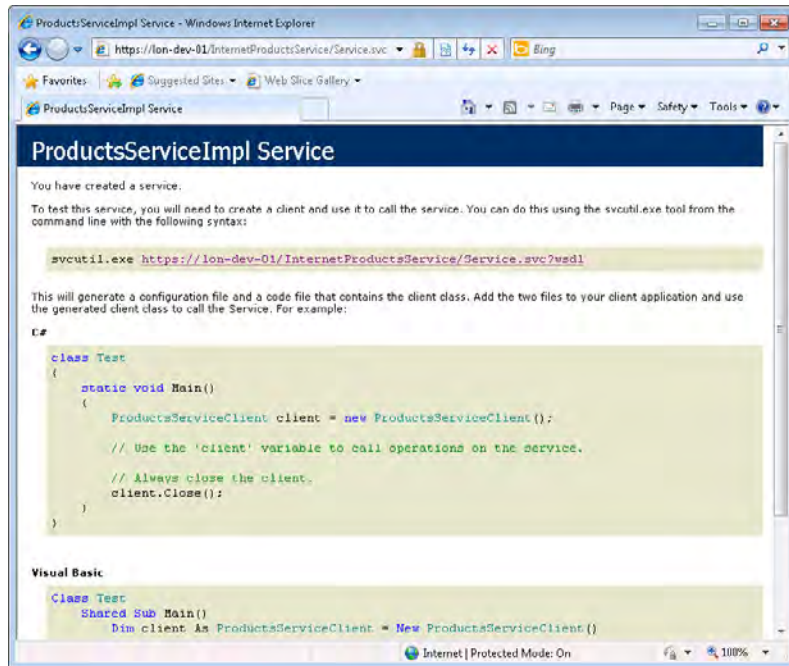 ProductsServiceImpl Service - Windows Internet Explorer
https://lon-dev-01/InternetProductsService/Service.svc
Bing
Favorites
Suggested Sites
Web Slice Gallery
ProductsServiceImpl Service
Page
Safety
Tools
ProductsServiceImpl Service
You have created a service.
To test this service, you will need to create a client and use it to call the service. You can do this using the svcutil.exe tool from the
command line with the following syntax:
svcutil.exe https://lon-dev-01/InternetProductsService/Service.svc?wsdl
This will generate a configuration file and a code file that contains the client class. Add the two files to your client application and use
the generated client class to call the Service. For example:
C#
class Test
{
static void Main()
{
ProductsServiceClient client = new ProductsServiceClient();
// Use the 'client' variable to call operations on the service.
// Always close the client.
client.Close();
}
}
Visual Basic
Class Test
Shared Sub Main()
Dim client As ProductsServiceClient = New ProductsServiceClient()
Internet | Protected Mode: On
100%